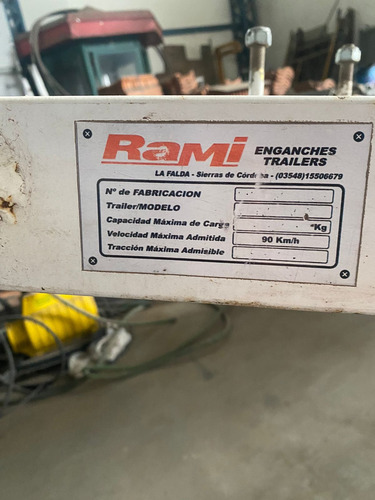 RaMi
ENGANCHES
TRAILERS
LA FALDA - Sierras de Córdoba - (03548)15506679
Nº de FABRICACION
Trailer/MODELO
Capacidad Máxima de Carga Kg
Velocidad Máxima Admitida 90 Km/h
Tracción Máxima Admisible